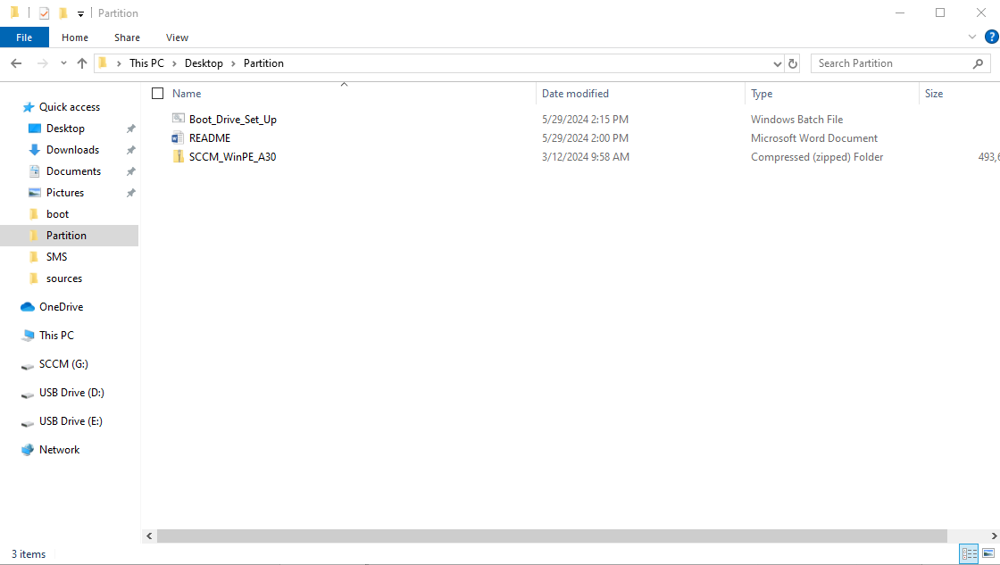 Partition
File Home Share View
This PC Desktop Partition
Search Partition
Name Date modified Type Size
Boot_Drive_Set_Up 5/29/2024 2:15 PM Windows Batch File
README 5/29/2024 2:00 PM Microsoft Word Document
SCCM_WinPE_A30 3/12/2024 9:58 AM Compressed (zipped) Folder 493,6
Quick access
Desktop
Downloads
Documents
Pictures
boot
Partition
SMS
sources
OneDrive
This PC
SCCM (G:)
USB Drive (D:)
USB Drive (E:)
Network
3 items